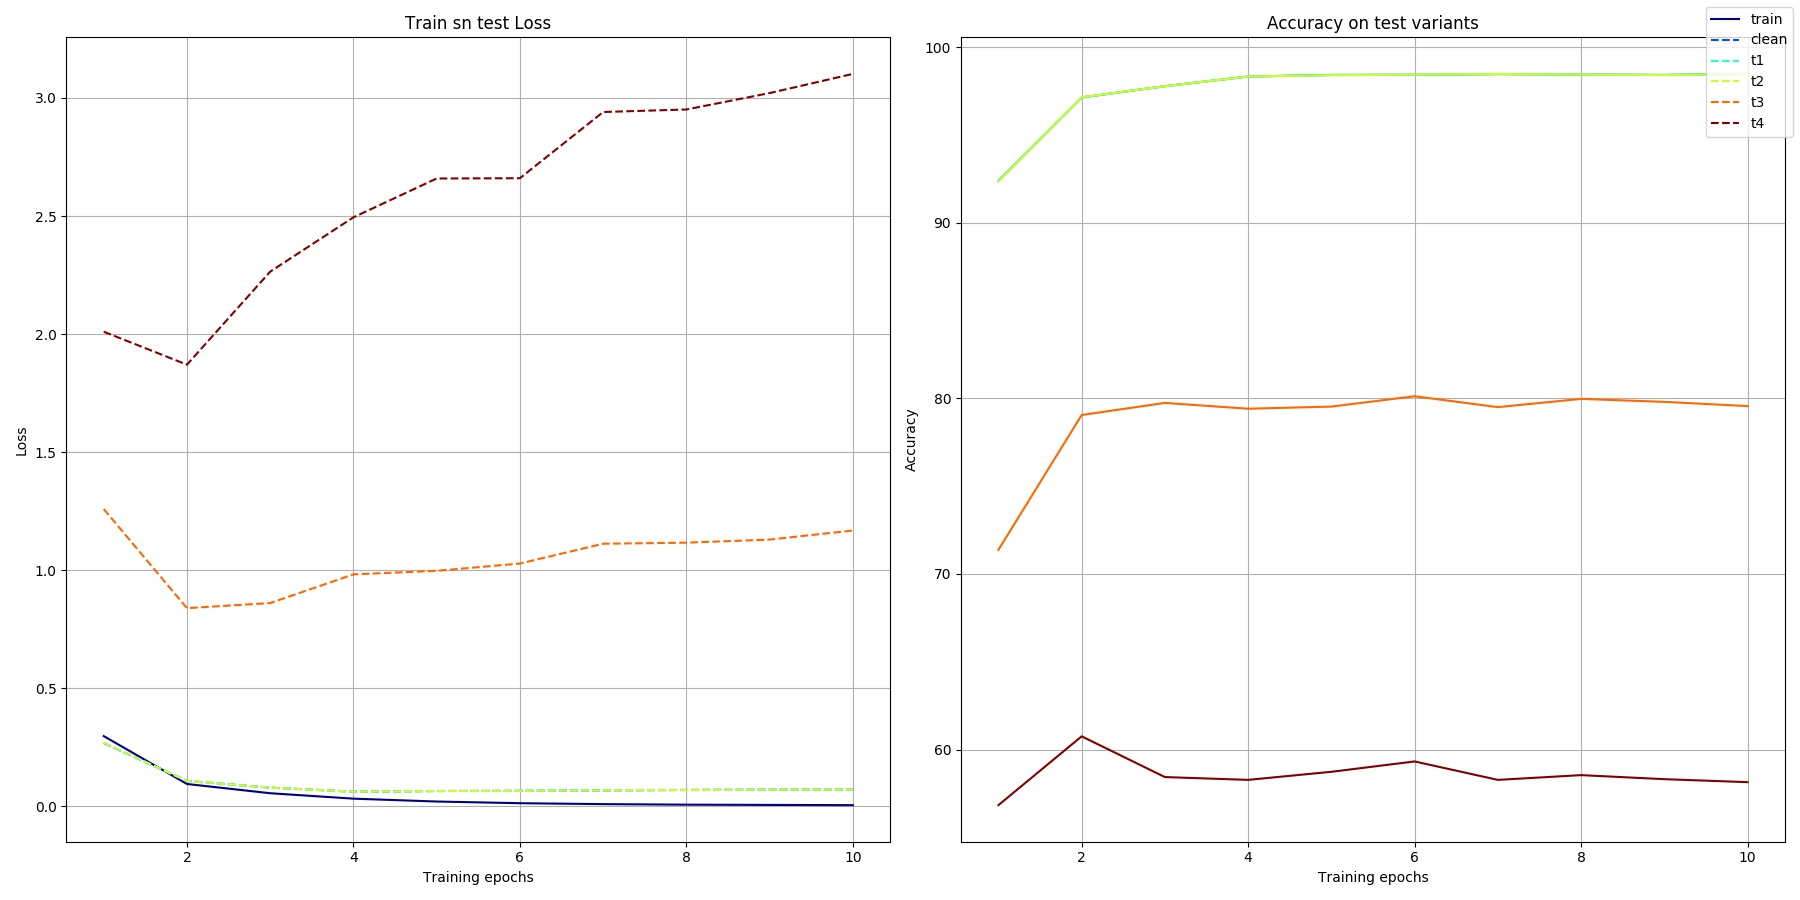 Train sn test Loss
Loss
3.0
2.5
2.0
1.5
1.0
0.5
0.0
2 4 6 8 10
Training epochs
Accuracy on test variants
Accuracy
100
90
80
70
60
2 4 6 8 10
Training epochs
train
clean
t1
t2
t3
t4